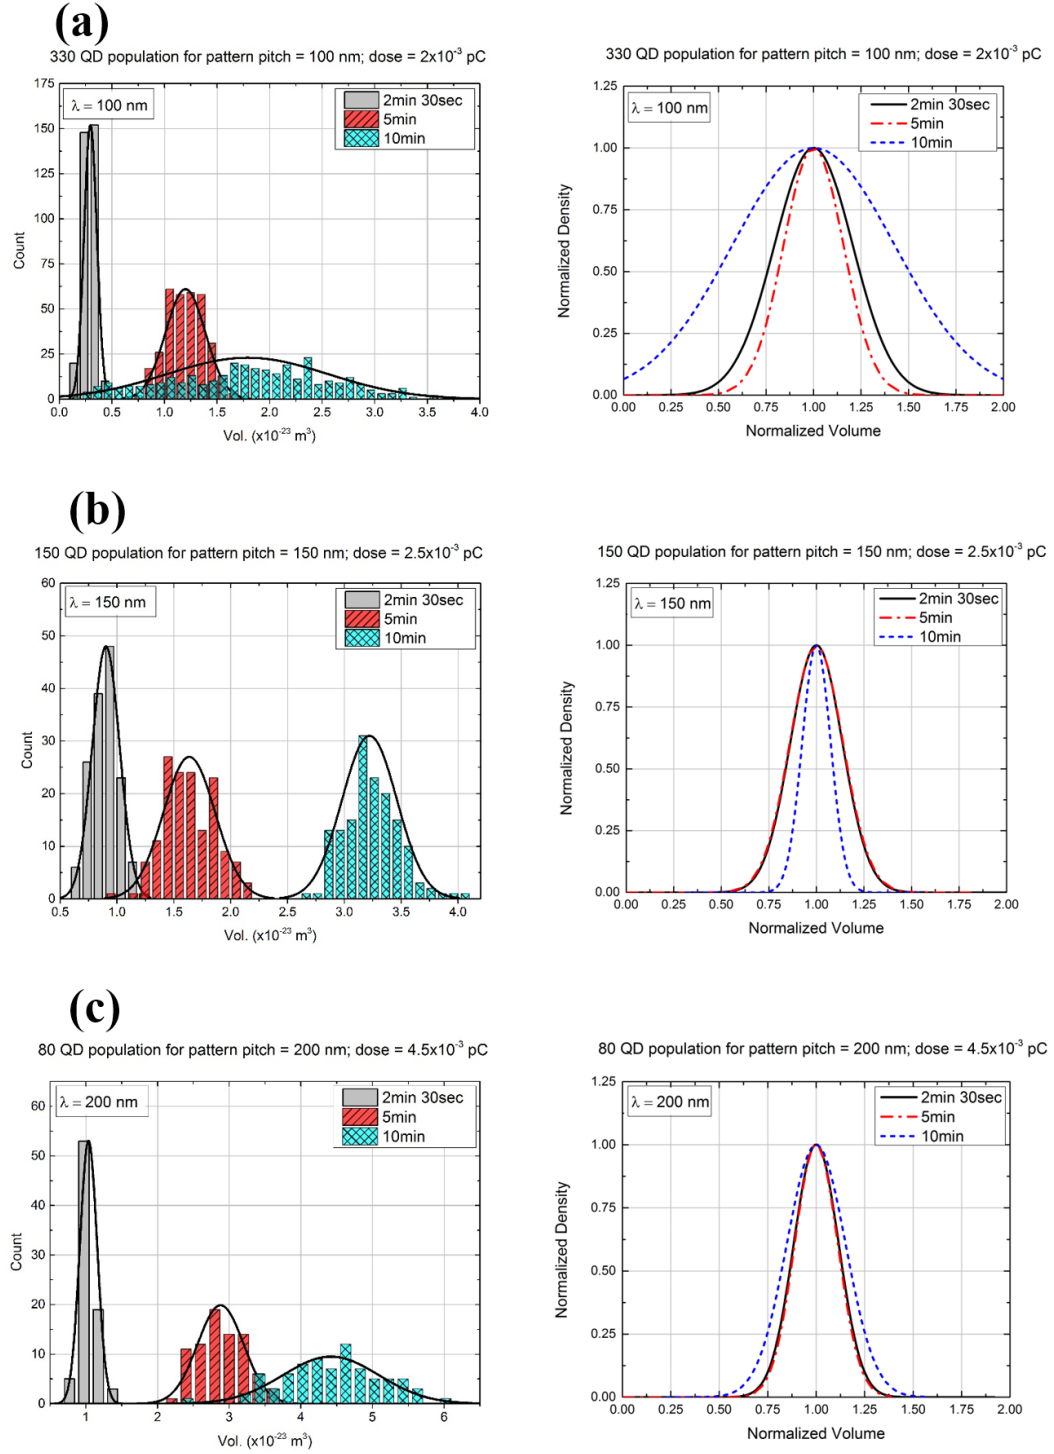 (a)
330 QD population for pattern pitch = 100 nm; dose = 2x10⁻³ pC
175
150
125
100
75
50
25
0
Count
λ = 100 nm
2min 30sec
5min
10min
0.0 0.5 1.0 1.5 2.0 2.5 3.0 3.5 4.0
Vol. (x10⁻²³ m³)
330 QD population for pattern pitch = 100 nm; dose = 2x10⁻³ pC
1.25
1.00
0.75
0.50
0.25
0.00
Normalized Density
λ = 100 nm
2min 30sec
5min
10min
0.00 0.25 0.50 0.75 1.00 1.25 1.50 1.75 2.00
Normalized Volume
(b)
150 QD population for pattern pitch = 150 nm; dose = 2.5x10⁻³ pC
60
50
40
30
20
10
0
Count
λ = 150 nm
2min 30sec
5min
10min
0.5 1.0 1.5 2.0 2.5 3.0 3.5 4.0
Vol. (x10⁻²³ m³)
150 QD population for pattern pitch = 150 nm; dose = 2.5x10⁻³ pC
1.25
1.00
0.75
0.50
0.25
0.00
Normalized Density
λ = 150 nm
2min 30sec
5min
10min
0.00 0.25 0.50 0.75 1.00 1.25 1.50 1.75 2.00
Normalized Volume
(c)
80 QD population for pattern pitch = 200 nm; dose = 4.5x10⁻³ pC
60
50
40
30
20
10
0
Count
λ = 200 nm
2min 30sec
5min
10min
1 2 3 4 5 6
Vol. (x10⁻²³ m³)
80 QD population for pattern pitch = 200 nm; dose = 4.5x10⁻³ pC
1.25
1.00
0.75
0.50
0.25
0.00
Normalized Density
λ = 200 nm
2min 30sec
5min
10min
0.00 0.25 0.50 0.75 1.00 1.25 1.50 1.75 2.00
Normalized Volume